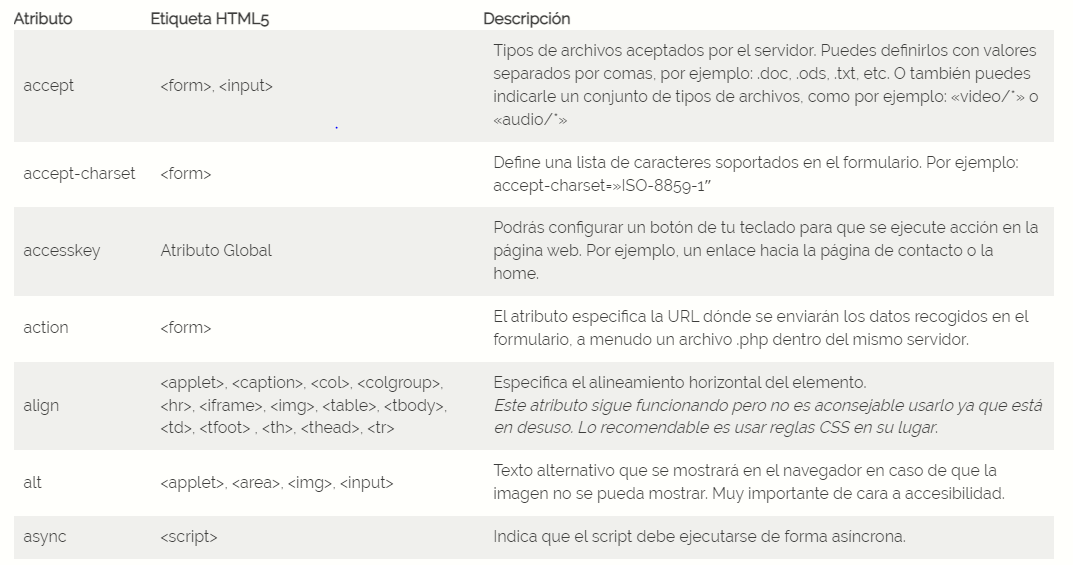 Atributo Etiqueta HTML5 Descripción
Tipos de archivos aceptados por el servidor. Puedes definirlos con valores
separados por comas, por ejemplo: .doc, .ods, .txt, etc. O también puedes
accept <form>, <input>
indicarle un conjunto de tipos de archivos, como por ejemplo: «video/*» o
«audio/*»
Define una lista de caracteres soportados en el formulario. Por ejemplo:
accept-charset <form>
accept-charset=»ISO-8859-1″
Podrás configurar un botón de tu teclado para que se ejecute acción en la
accesskey Atributo Global página web. Por ejemplo, un enlace hacia la página de contacto o la
home.
El atributo especifica la URL dónde se enviarán los datos recogidos en el
action <form>
formulario, a menudo un archivo .php dentro del mismo servidor.
<applet>, <caption>, <col>, <colgroup>, Especifica el alineamiento horizontal del elemento.
align <hr>, <iframe>, <img>, <table>, <tbody>, Este atributo sigue funcionando pero no es aconsejable usarlo ya que está
<td>, <tfoot> , <th>, <thead>, <tr> en desuso. Lo recomendable es usar reglas CSS en su lugar.
Texto alternativo que se mostrará en el navegador en caso de que la
alt <applet>, <area>, <img>, <input>
imagen no se pueda mostrar. Muy importante de cara a accesibilidad.
async <script> Indica que el script debe ejecutarse de forma asíncrona.